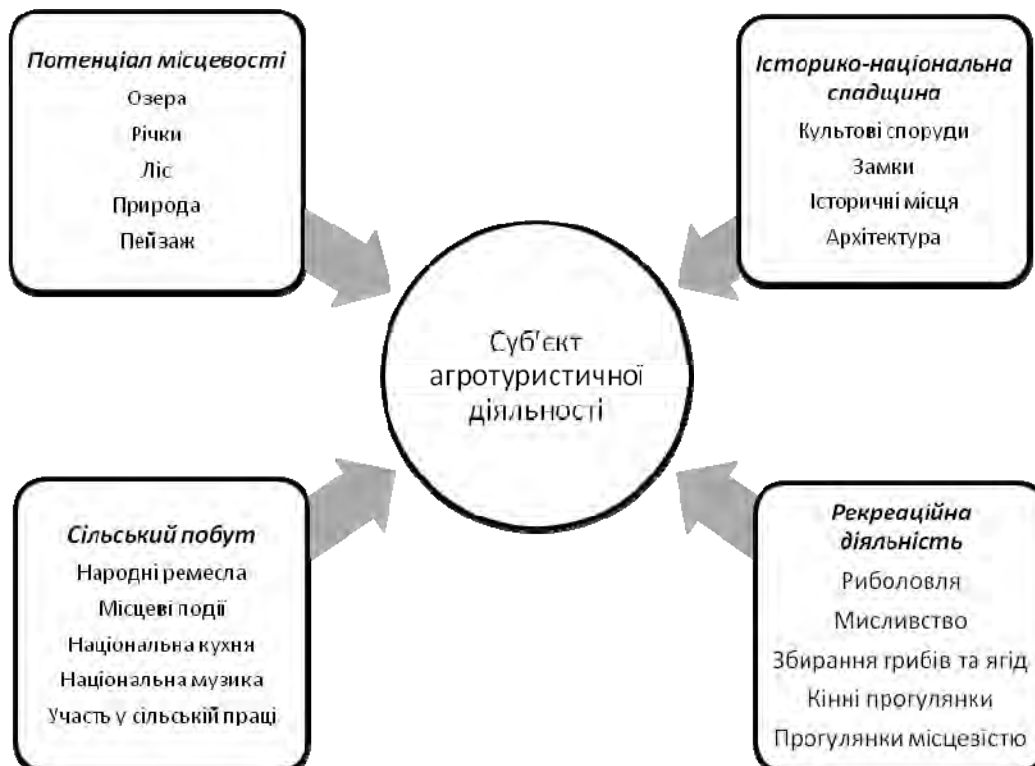 Потенціал місцевості
Озера
Річки
Ліс
Природа
Пейзаж
Історико-національна
спадщина
Культові споруди
Замки
Історичні місця
Архітектура
Суб'єкт
агротуристичної
діяльності
Сільський побут
Народні ремесла
Місцеві події
Національна кухня
Національна музика
Участь у сільській праці
Рекреаційна
діяльність
Риболовля
Мисливство
Збирання грибів та ягід
Кінні прогулянки
Прогулянки місцевістю